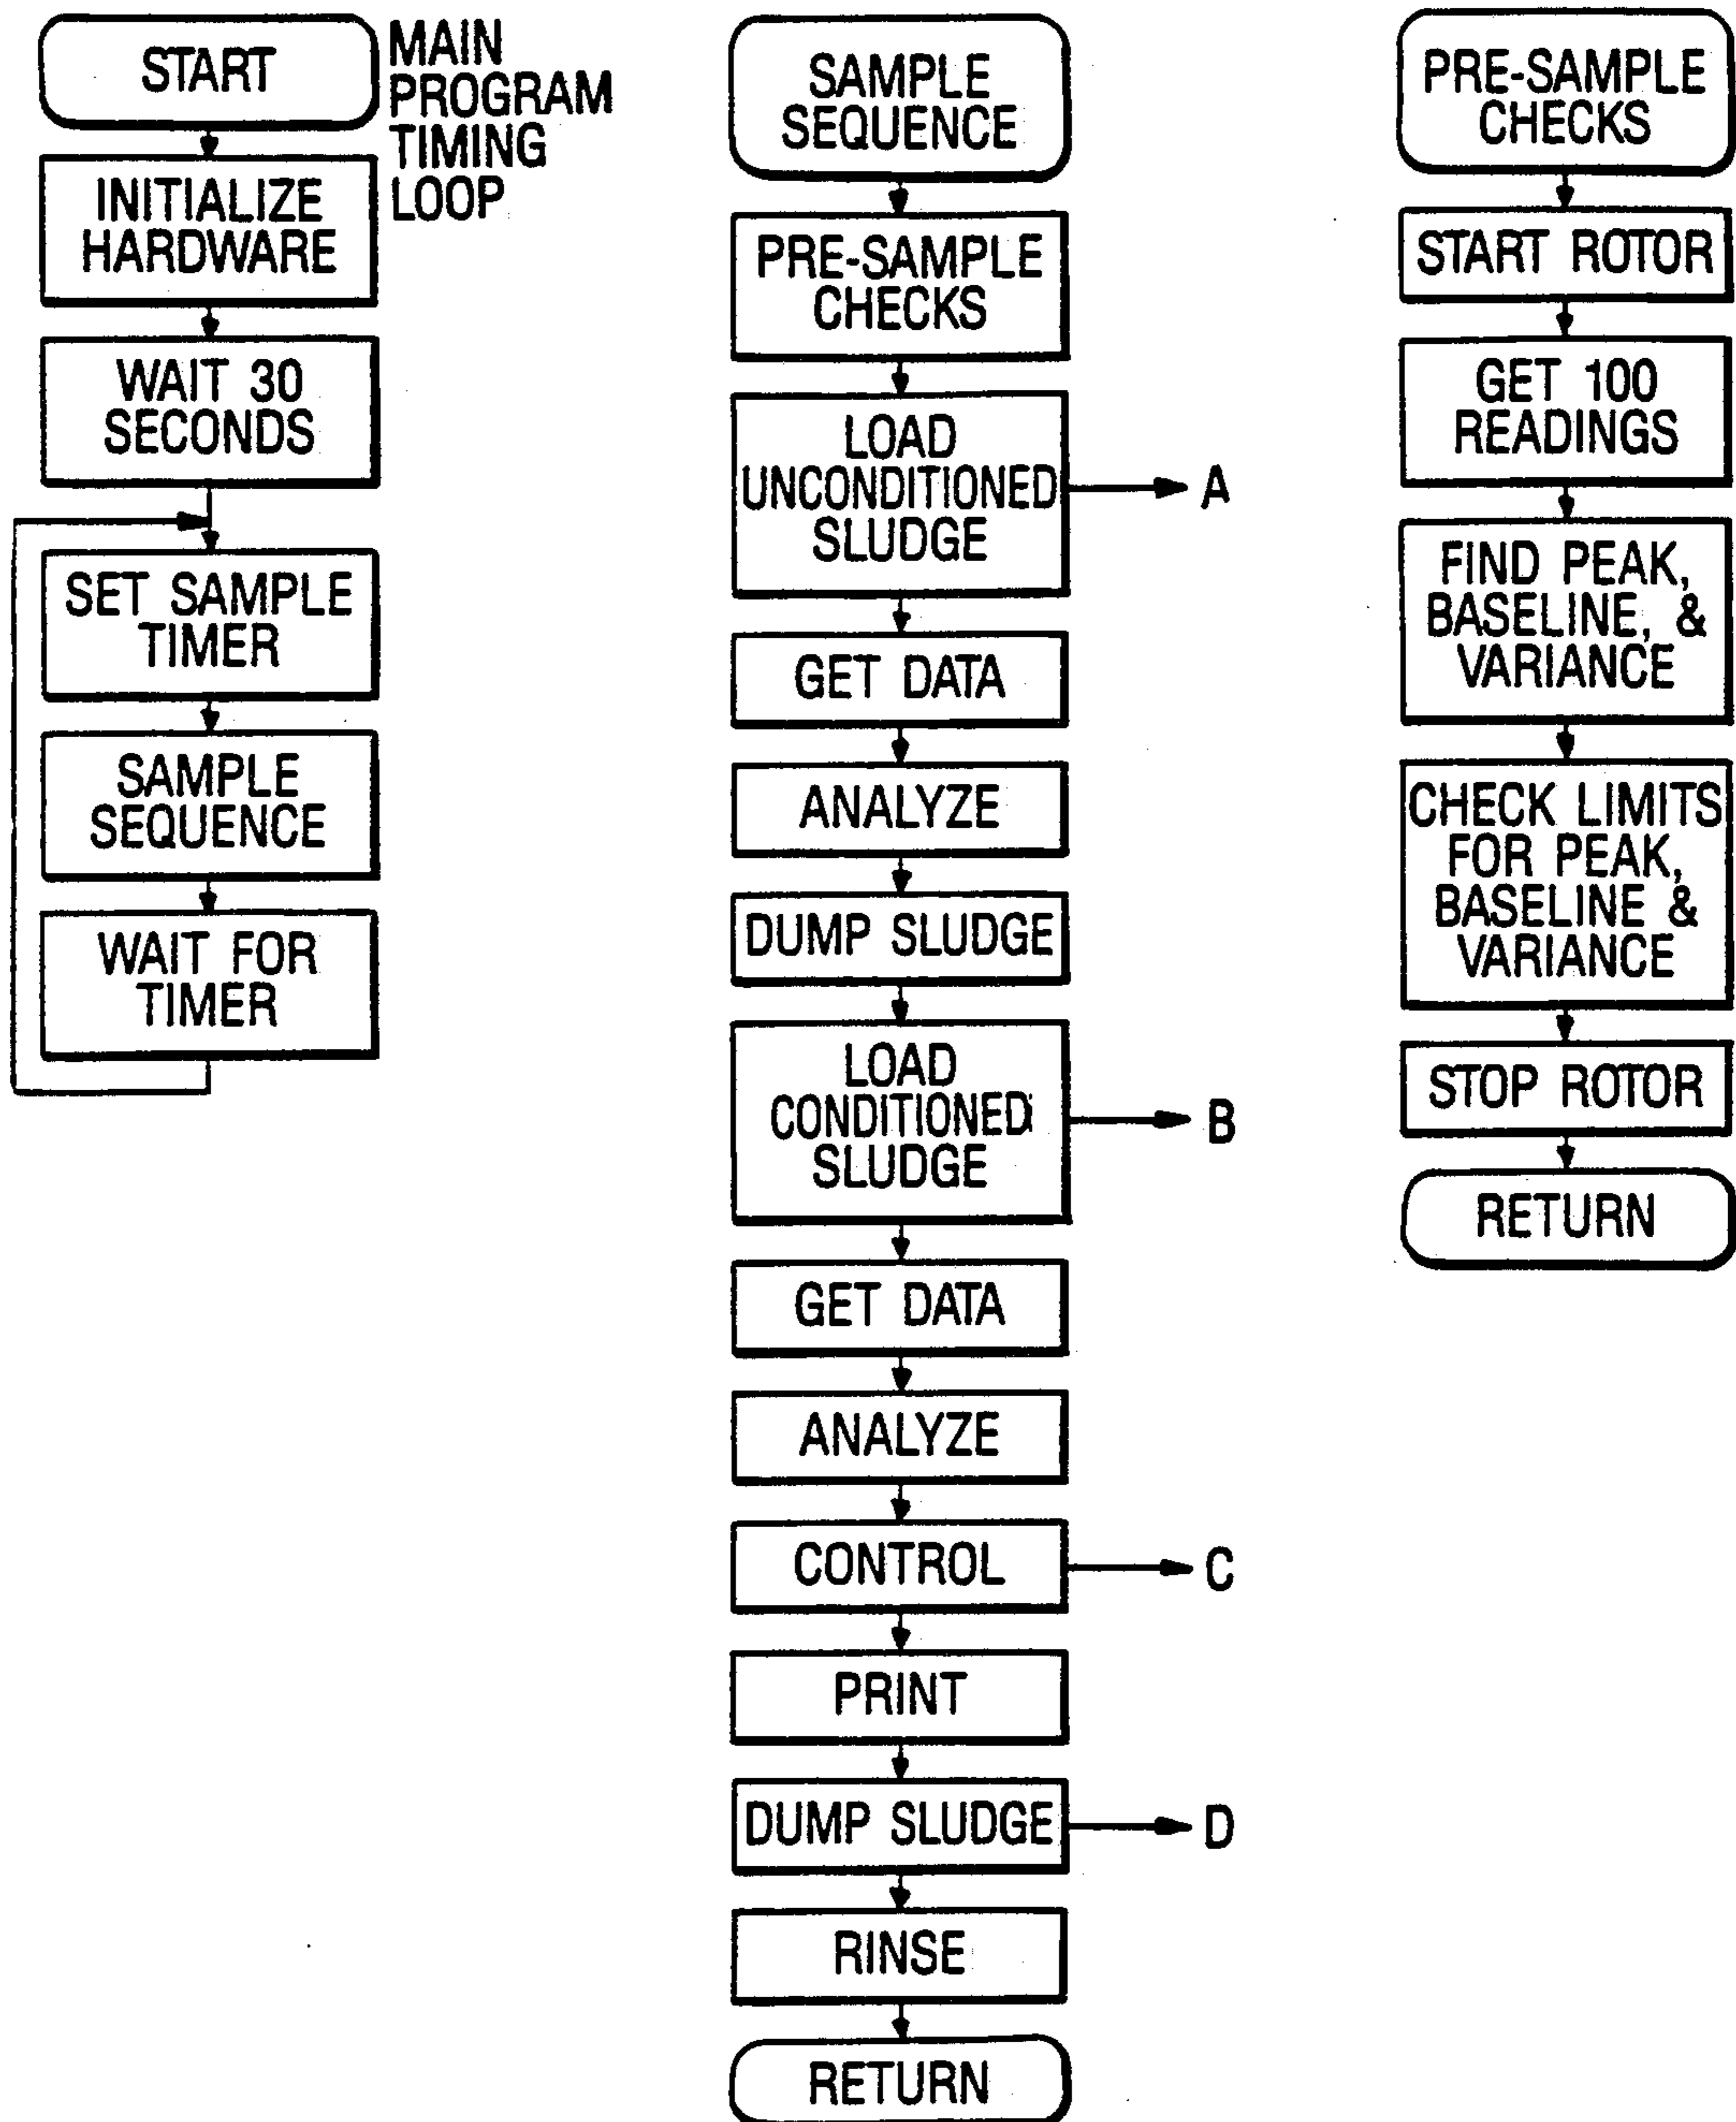 START
MAIN
PROGRAM
TIMING
LOOP
INITIALIZE
HARDWARE
WAIT 30
SECONDS
SET SAMPLE
TIMER
SAMPLE
SEQUENCE
WAIT FOR
TIMER
SAMPLE
SEQUENCE
PRE-SAMPLE
CHECKS
LOAD
UNCONDITIONED
SLUDGE
A
GET DATA
ANALYZE
DUMP SLUDGE
LOAD
CONDITIONED
SLUDGE
B
GET DATA
ANALYZE
CONTROL
C
PRINT
DUMP SLUDGE
D
RINSE
RETURN
PRE-SAMPLE
CHECKS
START ROTOR
GET 100
READINGS
FIND PEAK,
BASELINE, &
VARIANCE
CHECK LIMITS
FOR PEAK,
BASELINE &
VARIANCE
STOP ROTOR
RETURN